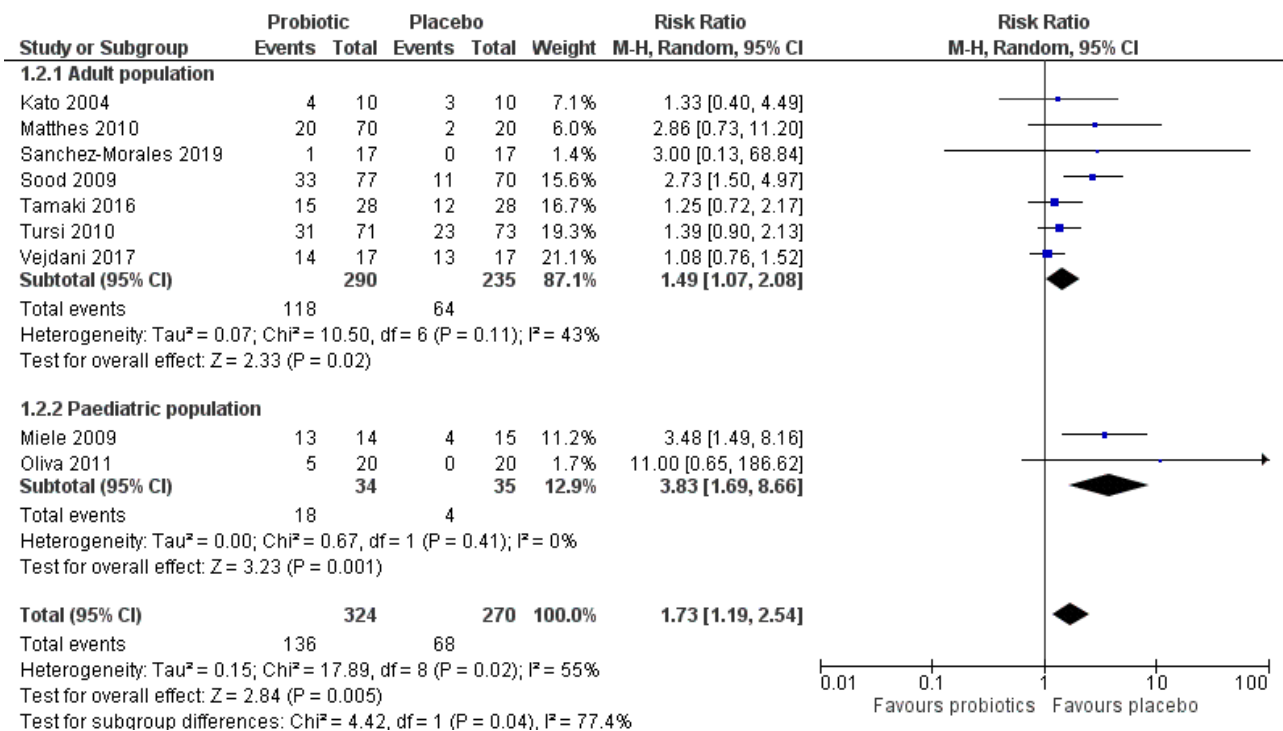 Probiotic Placebo Risk Ratio Risk Ratio
Study or Subgroup Events Total Events Total Weight M-H, Random, 95% CI M-H, Random, 95% CI
1.2.1 Adult population
Kato 2004 4 10 3 10 7.1% 1.33 [0.40, 4.49]
Matthes 2010 20 70 2 20 6.0% 2.86 [0.73, 11.20]
Sanchez-Morales 2019 1 17 0 17 1.4% 3.00 [0.13, 68.84]
Sood 2009 33 77 11 70 15.6% 2.73 [1.50, 4.97]
Tamaki 2016 15 28 12 28 16.7% 1.25 [0.72, 2.17]
Tursi 2010 31 71 23 73 19.3% 1.39 [0.90, 2.13]
Vejdani 2017 14 17 13 17 21.1% 1.08 [0.76, 1.52]
Subtotal (95% CI) 290 235 87.1% 1.49 [1.07, 2.08]
Total events 118 64
Heterogeneity: Tau² = 0.07; Chi² = 10.50, df = 6 (P = 0.11); I² = 43%
Test for overall effect: Z = 2.33 (P = 0.02)
1.2.2 Paediatric population
Miele 2009 13 14 4 15 11.2% 3.48 [1.49, 8.16]
Oliva 2011 5 20 0 20 1.7% 11.00 [0.65, 186.62]
Subtotal (95% CI) 34 35 12.9% 3.83 [1.69, 8.66]
Total events 18 4
Heterogeneity: Tau² = 0.00; Chi² = 0.67, df = 1 (P = 0.41); I² = 0%
Test for overall effect: Z = 3.23 (P = 0.001)
Total (95% CI) 324 270 100.0% 1.73 [1.19, 2.54]
Total events 136 68
Heterogeneity: Tau² = 0.15; Chi² = 17.89, df = 8 (P = 0.02); I² = 55%
Test for overall effect: Z = 2.84 (P = 0.005)
Test for subgroup differences: Chi² = 4.42, df = 1 (P = 0.04), I² = 77.4%
0.01 0.1 1 10 100
Favours probiotics Favours placebo